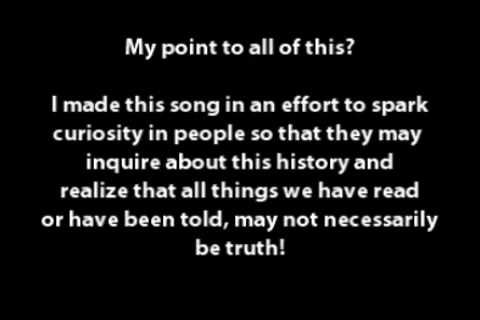 My point to all of this?
I made this song in an effort to spark
curiosity in people so that they may
inquire about this history and
realize that all things we have read
or have been told, may not necessarily
be truth!